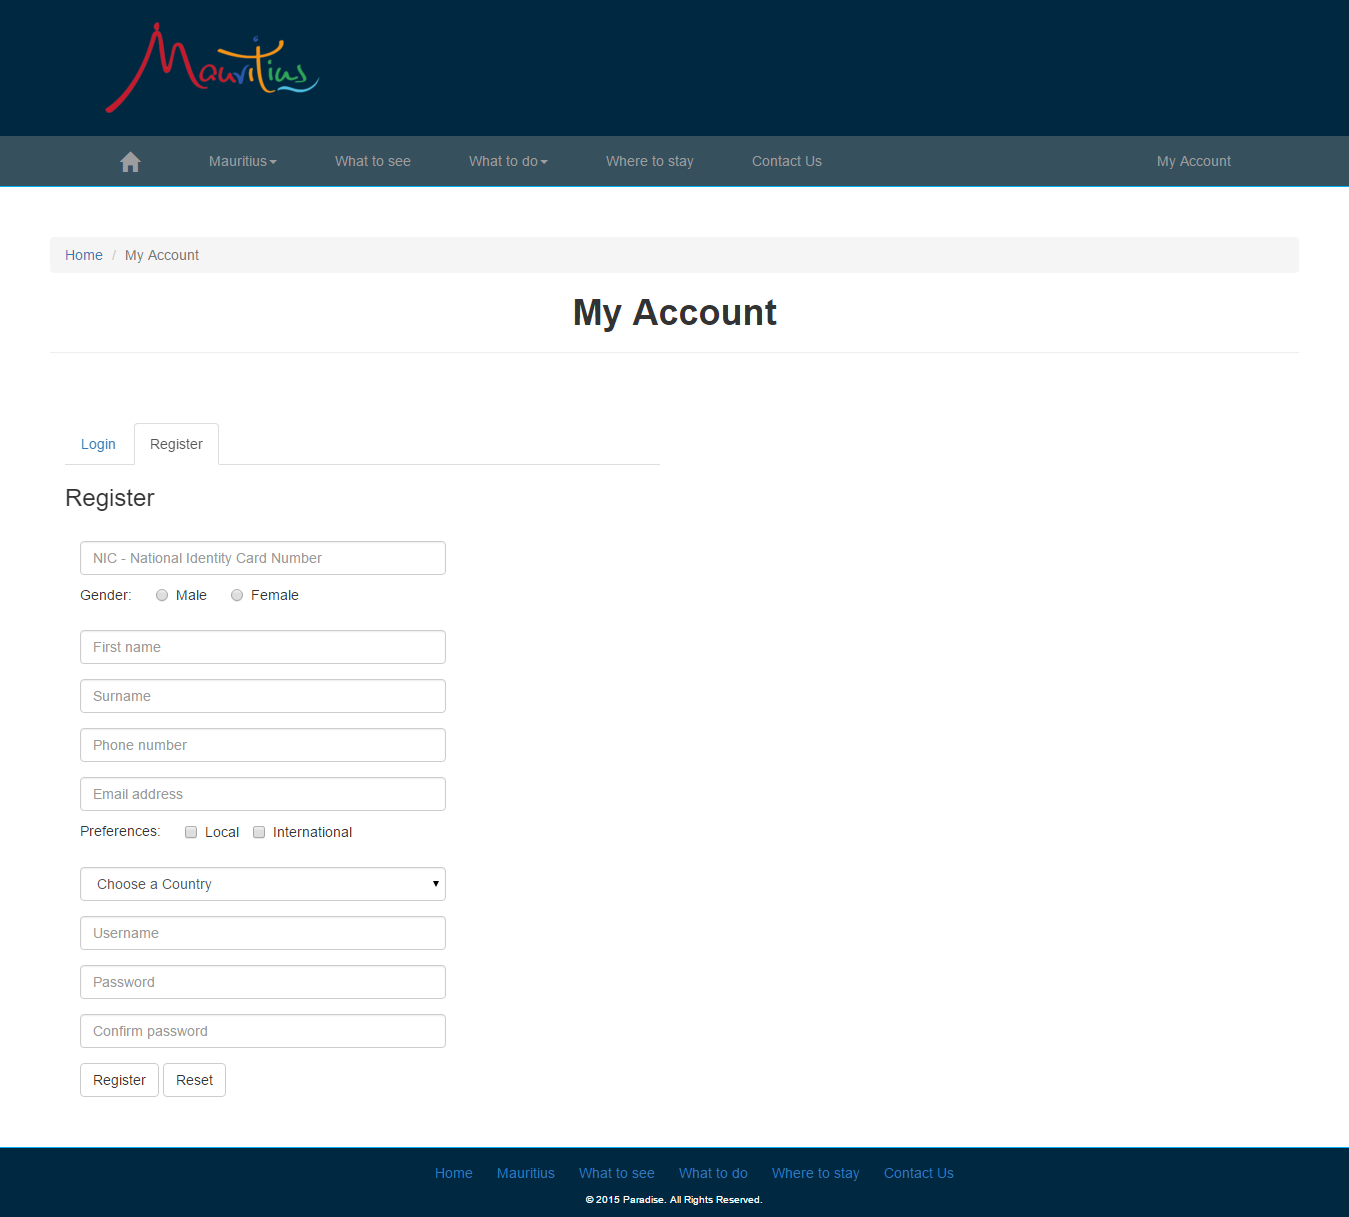 Mauritius
Mauritius What to see What to do Where to stay Contact Us My Account
Home / My Account
My Account
Login Register
Register
NIC - National Identity Card Number
Gender: Male Female
First name
Surname
Phone number
Email address
Preferences: Local International
Choose a Country
Username
Password
Confirm password
Register Reset
Home Mauritius What to see What to do Where to stay Contact Us
© 2015 Paradise. All Rights Reserved.